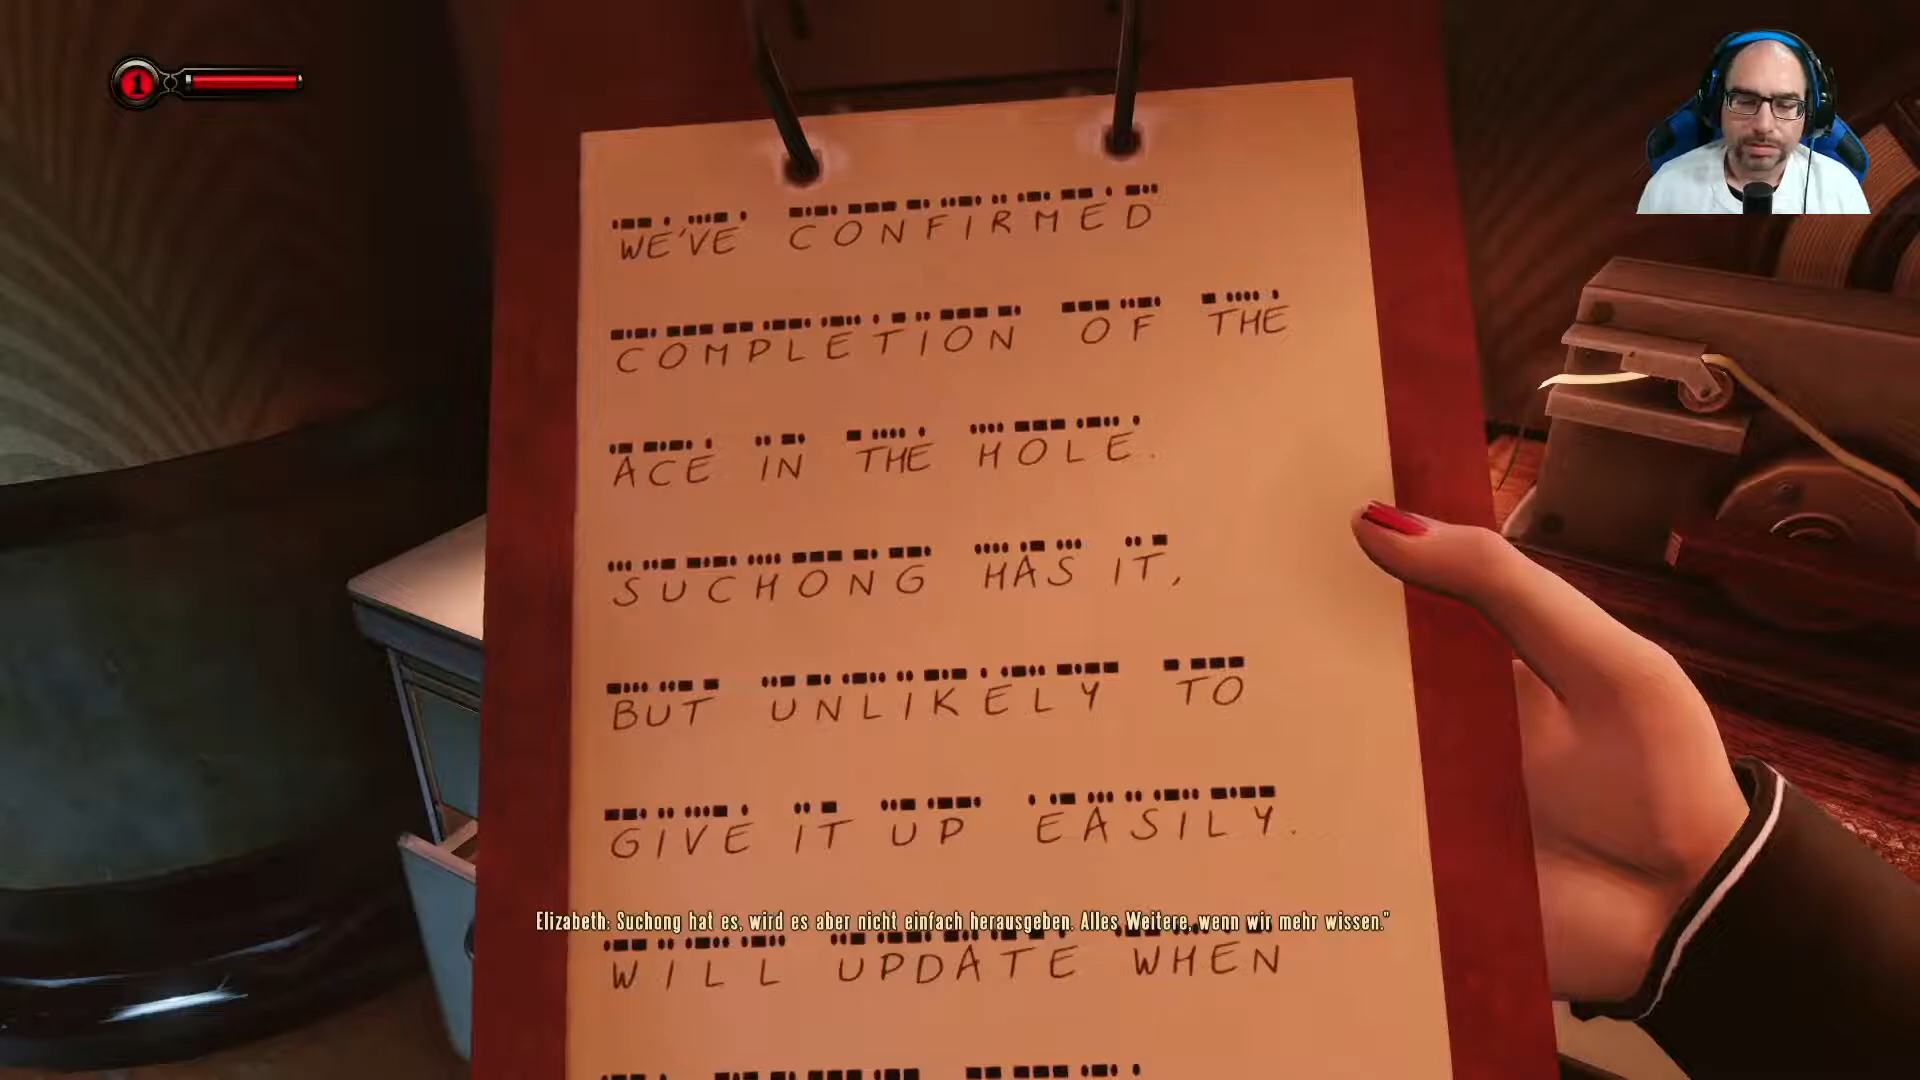 1
WE'VE CONFIRMED
COMPLETION OF THE
ACE IN THE HOLE.
SUCHONG HAS IT,
BUT UNLIKELY TO
GIVE IT UP EASILY.
Elizabeth: Suchong hat es, wird es aber nicht einfach herausgeben. Alles Weitere, wenn wir mehr wissen."
WILL UPDATE WHEN